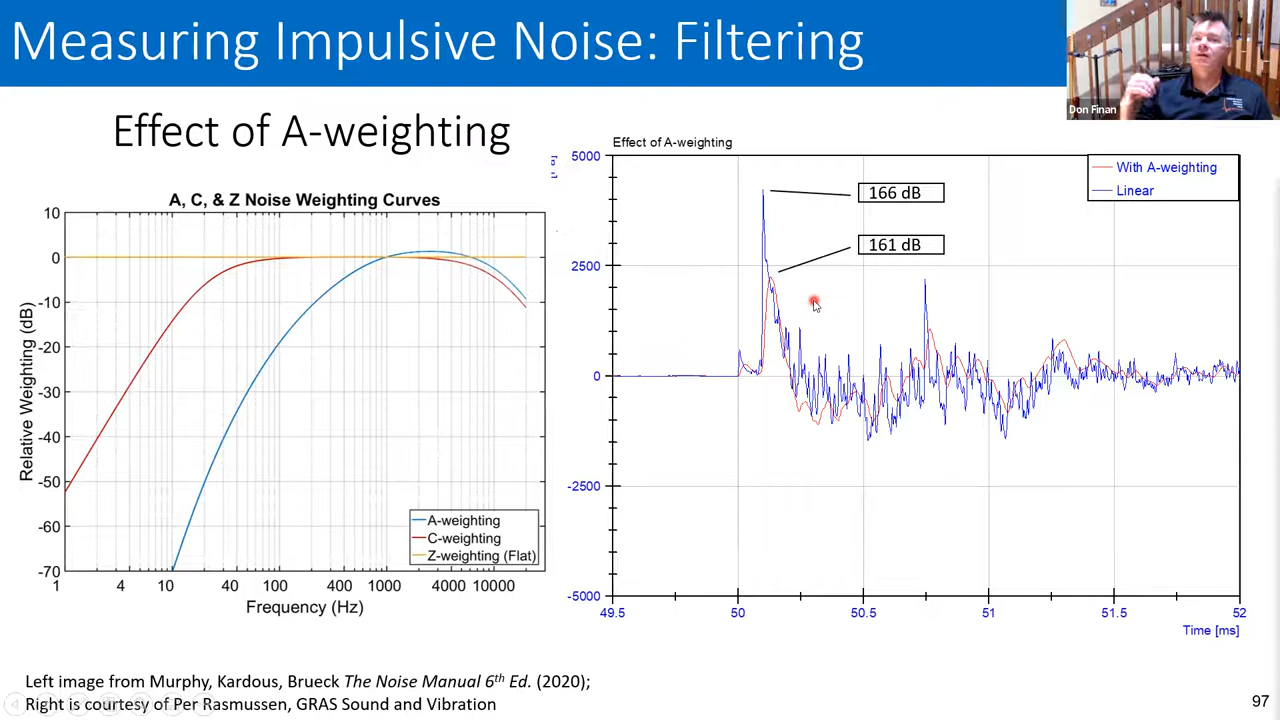 Measuring Impulsive Noise: Filtering
Don Finan
Effect of A-weighting
A, C, & Z Noise Weighting Curves
Relative Weighting (dB)
10
0
-10
-20
-30
-40
-50
-60
-70
1 4 10 40 100 400 1000 4000 10000
Frequency (Hz)
A-weighting
C-weighting
Z-weighting (Flat)
Effect of A-weighting
5000
2500
0
-2500
-5000
With A-weighting
Linear
166 dB
161 dB
49.5 50 50.5 51 51.5 52
Time [ms]
Left image from Murphy, Kardous, Brueck The Noise Manual 6th Ed. (2020);
Right is courtesy of Per Rasmussen, GRAS Sound and Vibration
97